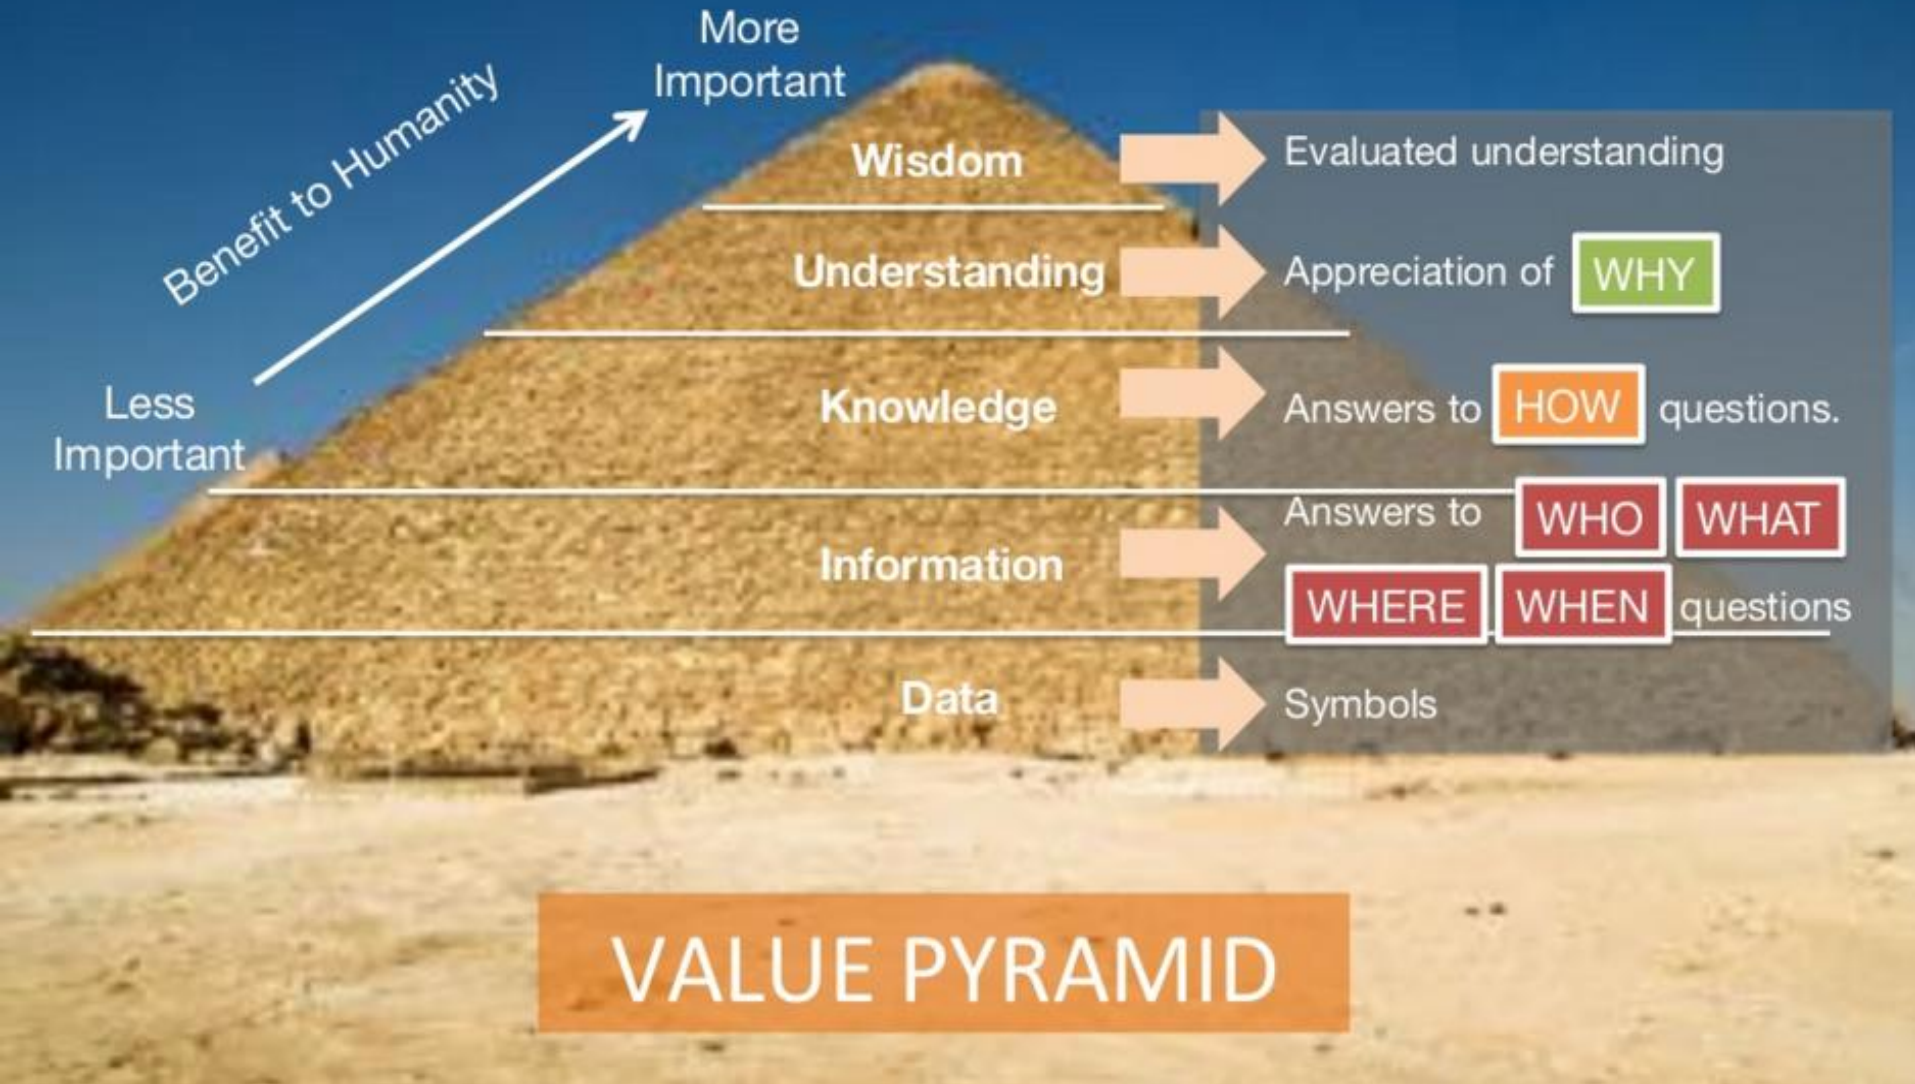 More
Important
Benefit to Humanity
Less
Important
Wisdom
Evaluated understanding
Understanding
Appreciation of WHY
Knowledge
Answers to HOW questions.
Information
Answers to WHO WHAT
WHERE WHEN questions
Data
Symbols
VALUE PYRAMID